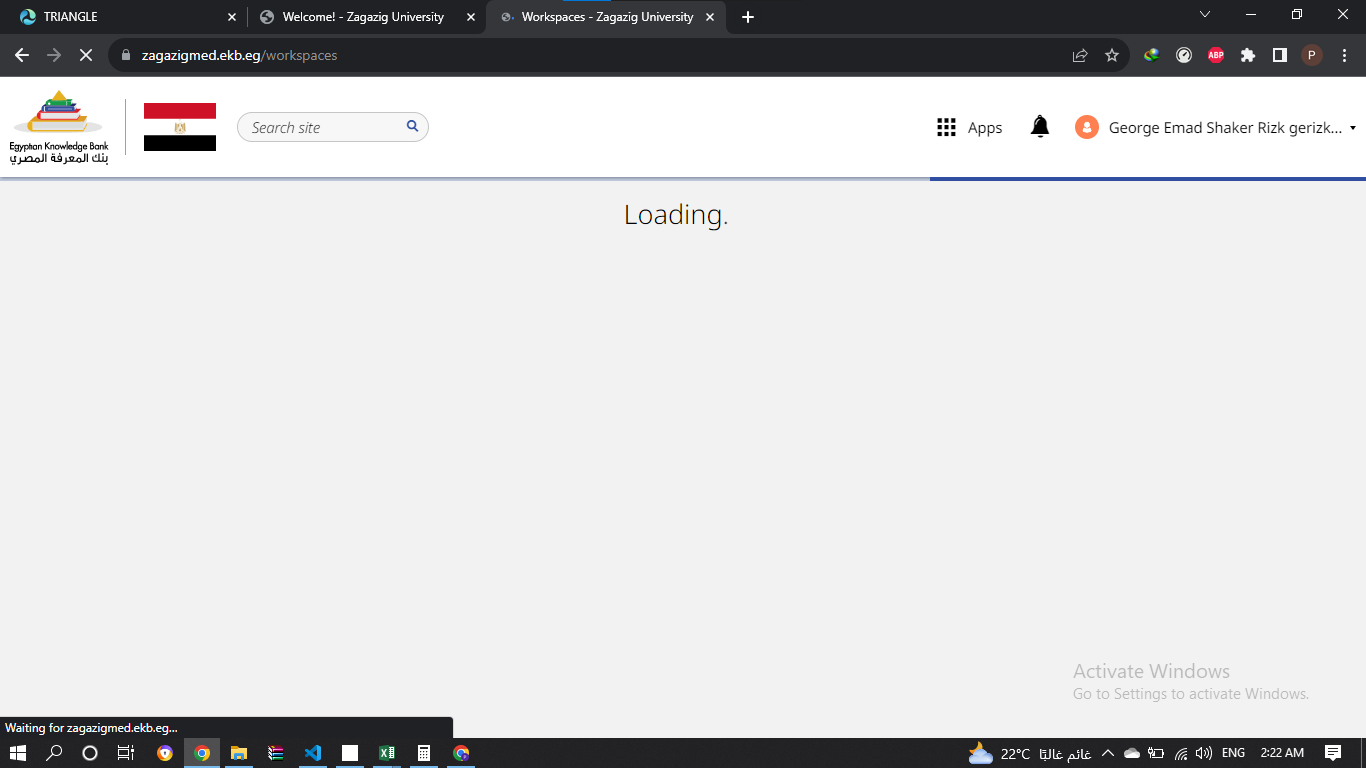 TRIANGLE
Welcome! - Zagazig University
Workspaces - Zagazig University
zagazigmed.ekb.eg/workspaces
ABP
P
Egyptian Knowledge Bank
بنك المعرفة المصري
Search site
Apps
George Emad Shaker Rizk gerizk...
Loading.
Activate Windows
Go to Settings to activate Windows.
Waiting for zagazigmed.ekb.eg...
22°C غائم غالبًا
ENG
2:22 AM